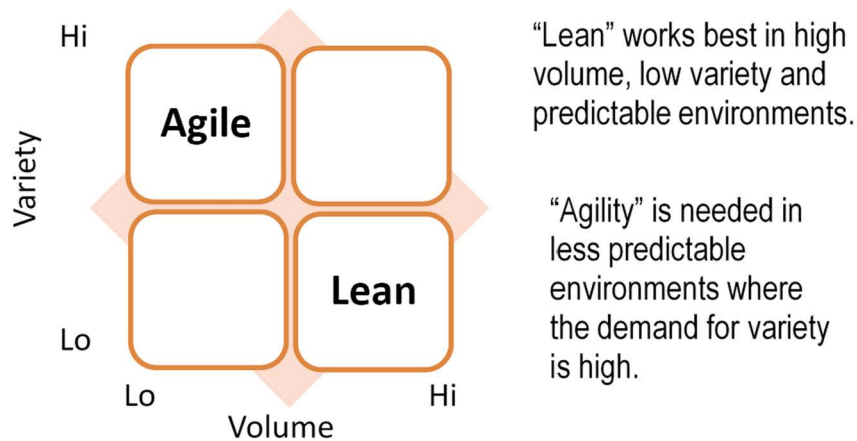 Hi
Variety
Lo
Agile
Lean
Lo
Hi
Volume
“Lean” works best in high
volume, low variety and
predictable environments.
“Agility” is needed in
less predictable
environments where
the demand for variety
is high.